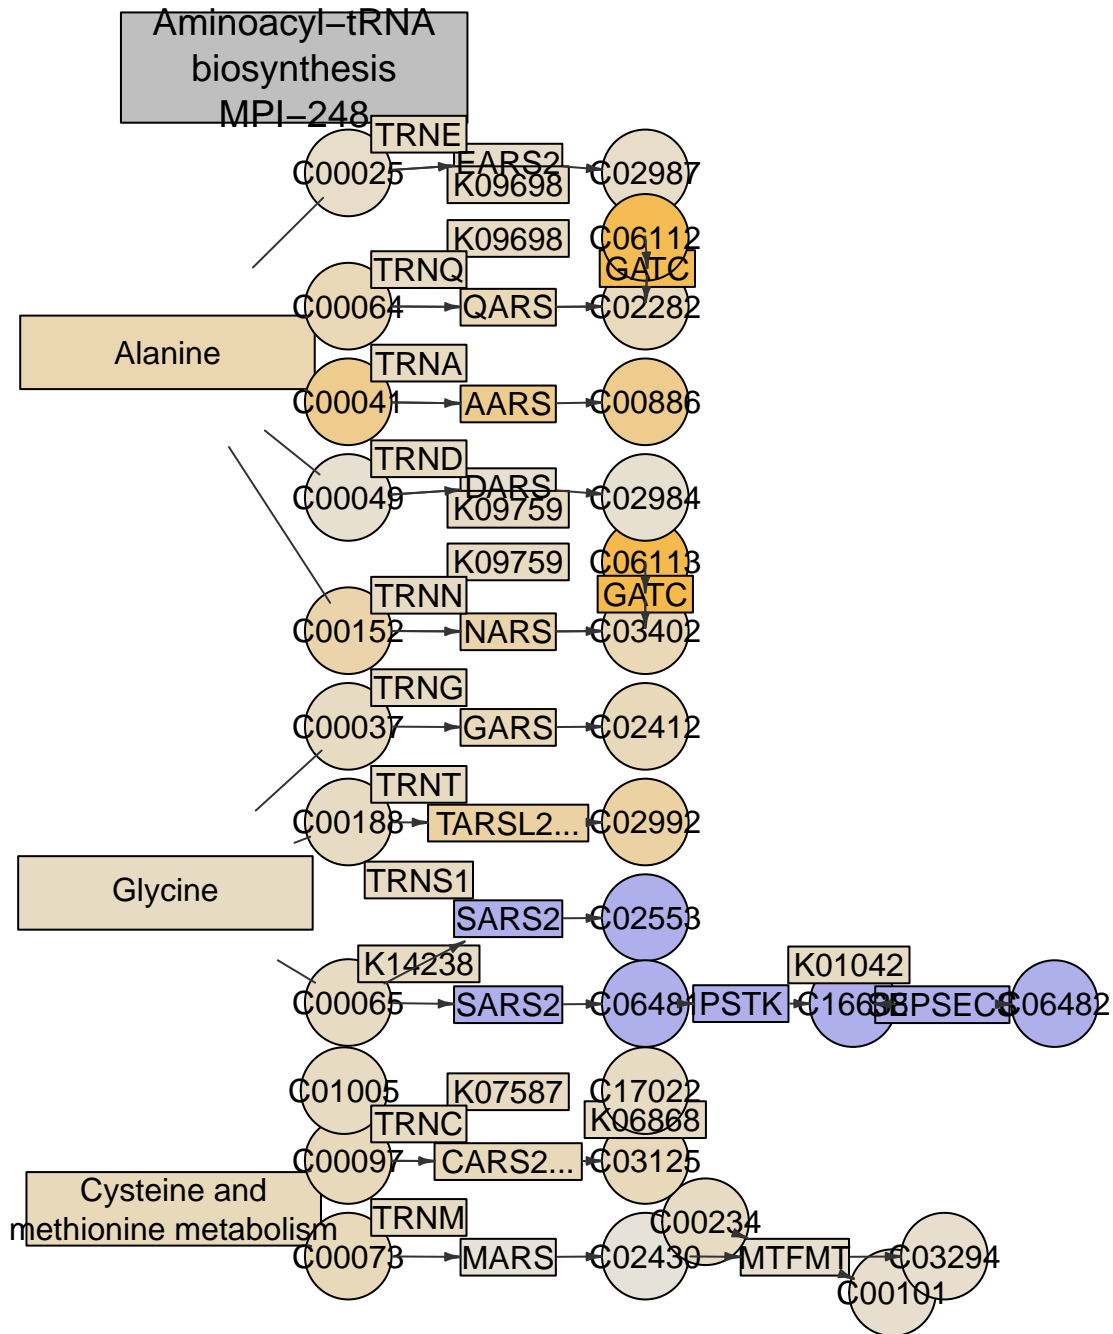 Aminoacyl−tRNA
biosynthesis
MPI−248
TRNE
C00025
EARS2
C02987
K09698
K09698
C06112
TRNQ
GATC
C00064
QARS
C02282
Alanine
TRNA
C00041
AARS
C00886
TRND
C00049
DARS
C02984
K09759
K09759
C06113
TRNN
GATC
C00152
NARS
C03402
TRNG
C00037
GARS
C02412
TRNT
C00188
TARSL2...
C02992
Glycine
TRNS1
SARS2
C02553
K14238
K01042
C00065
SARS2
C06481
PSTK
C16638
SEPSECS
C06482
C01005
K07587
C17022
TRNC
K06868
C00097
CARS2...
C03125
Cysteine and
methionine metabolism
TRNM
C00234
C00073
MARS
C02430
MTFMT
C03294
C00101